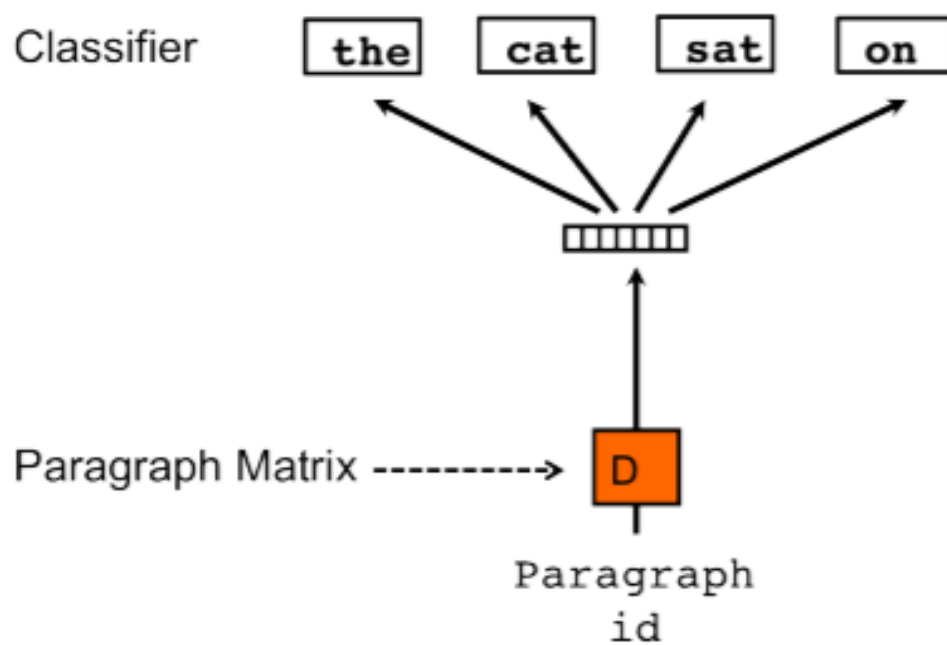 Classifier the cat sat on
Paragraph Matrix D
Paragraph
id